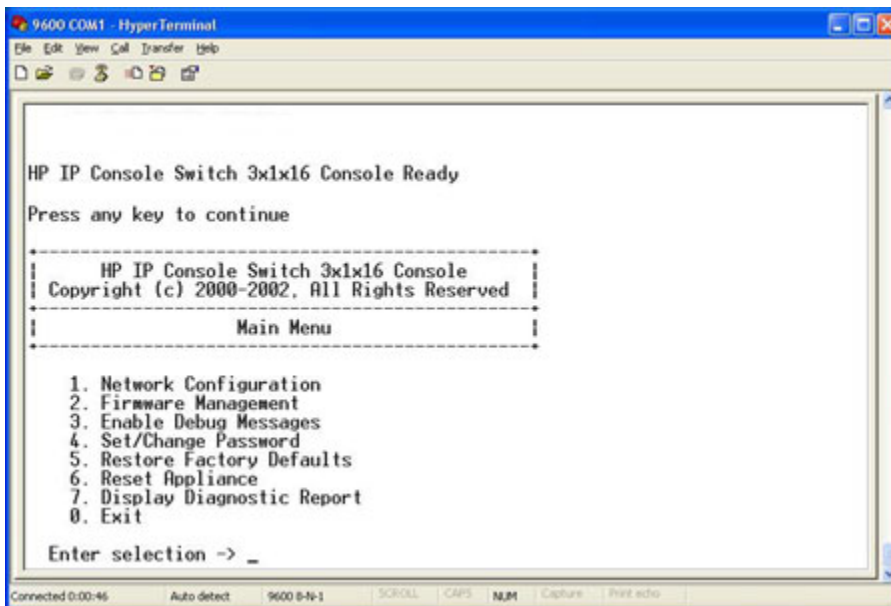 9600 COM1 - HyperTerminal
File Edit View Call Transfer Help
HP IP Console Switch 3x1x16 Console Ready
Press any key to continue
HP IP Console Switch 3x1x16 Console
Copyright (c) 2000-2002, All Rights Reserved
Main Menu
1. Network Configuration
2. Firmware Management
3. Enable Debug Messages
4. Set/Change Password
5. Restore Factory Defaults
6. Reset Appliance
7. Display Diagnostic Report
0. Exit
Enter selection -> _
Connected 0:00:46 Auto detect 9600 8-N-1 SCROLL CAPS NUM Capture Print echo